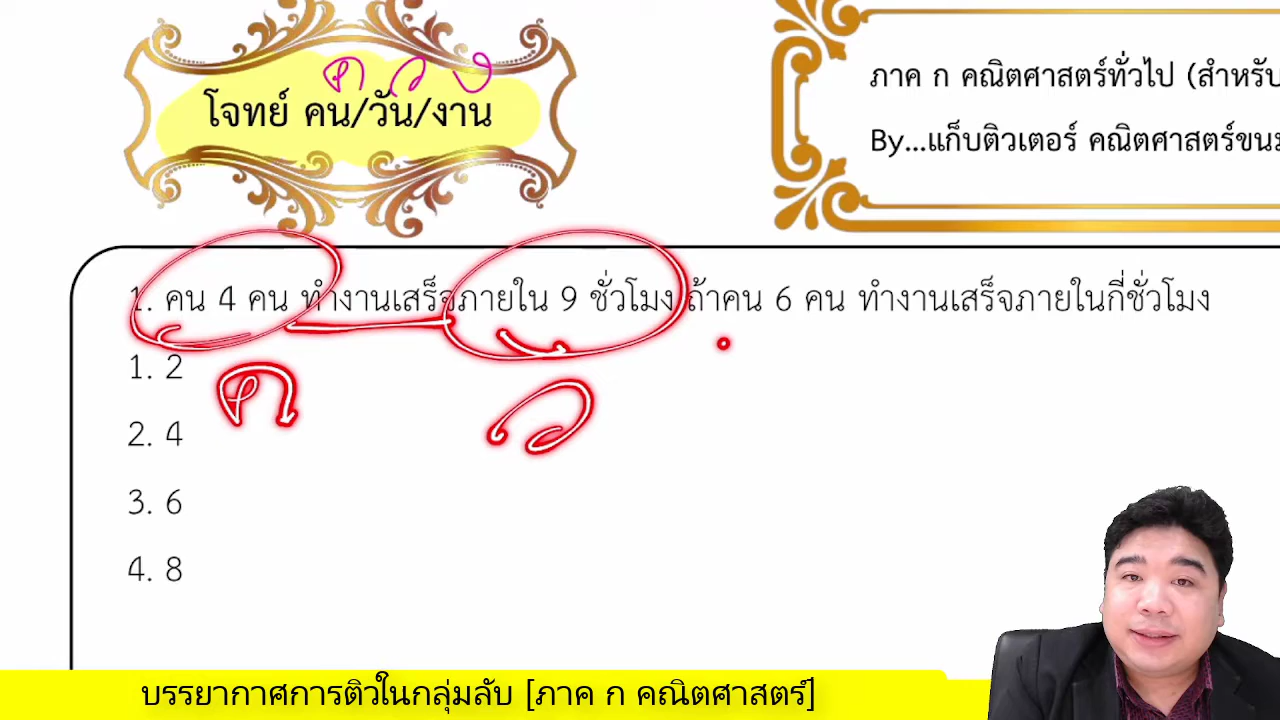 ค ว ง
โจทย์ คน/วัน/งาน
ภาค ก คณิตศาสตร์ทั่วไป (สำหรับ
By...แก็บติวเตอร์ คณิตศาสตร์ขนม
1. คน 4 คน ทำงานเสร็จภายใน 9 ชั่วโมง ถ้าคน 6 คน ทำงานเสร็จภายในกี่ชั่วโมง
ค ว
1. 2
2. 4
3. 6
4. 8
บรรยากาศการติวในกลุ่มลับ [ภาค ก คณิตศาสตร์]